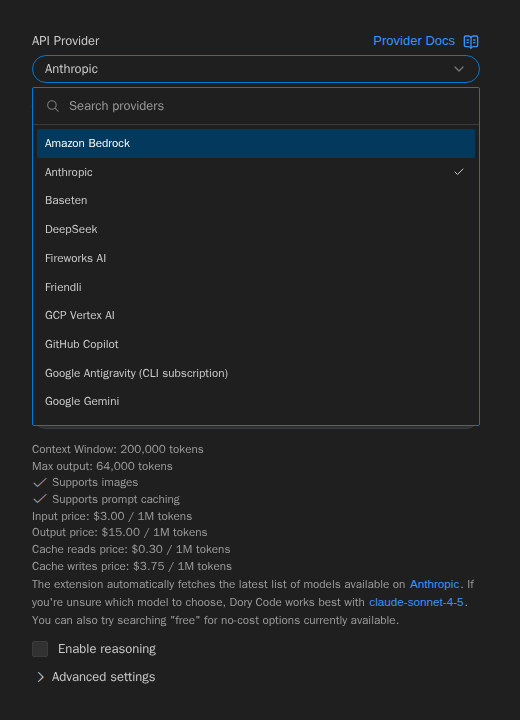 API Provider
Provider Docs
Anthropic
Search providers
Amazon Bedrock
Anthropic
Baseten
DeepSeek
Fireworks AI
Friendli
GCP Vertex AI
GitHub Copilot
Google Antigravity (CLI subscription)
Google Gemini
Context Window: 200,000 tokens
Max output: 64,000 tokens
Supports images
Supports prompt caching
Input price: $3.00 / 1M tokens
Output price: $15.00 / 1M tokens
Cache reads price: $0.30 / 1M tokens
Cache writes price: $3.75 / 1M tokens
The extension automatically fetches the latest list of models available on Anthropic. If
you're unsure which model to choose, Dory Code works best with claude-sonnet-4-5.
You can also try searching "free" for no-cost options currently available.
Enable reasoning
Advanced settings